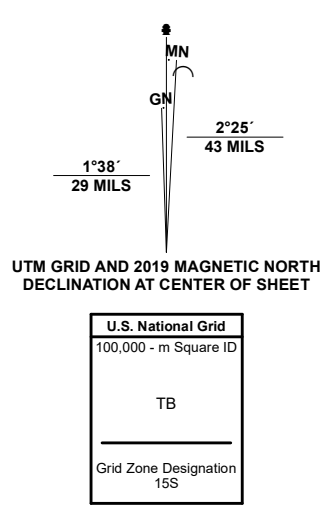 MN
GN
2°25´
43 MILS
1°38´
29 MILS
UTM GRID AND 2019 MAGNETIC NORTH
DECLINATION AT CENTER OF SHEET
U.S. National Grid
100,000 - m Square ID
TB
Grid Zone Designation
15S